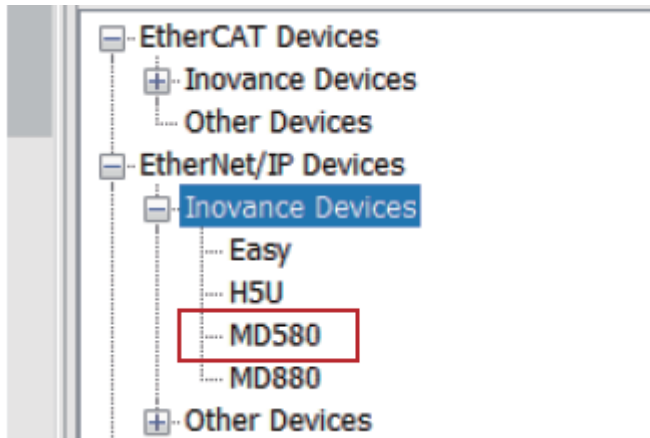 EtherCAT Devices
Inovance Devices
Other Devices
EtherNet/IP Devices
Inovance Devices
Easy
H5U
MD580
MD880
Other Devices